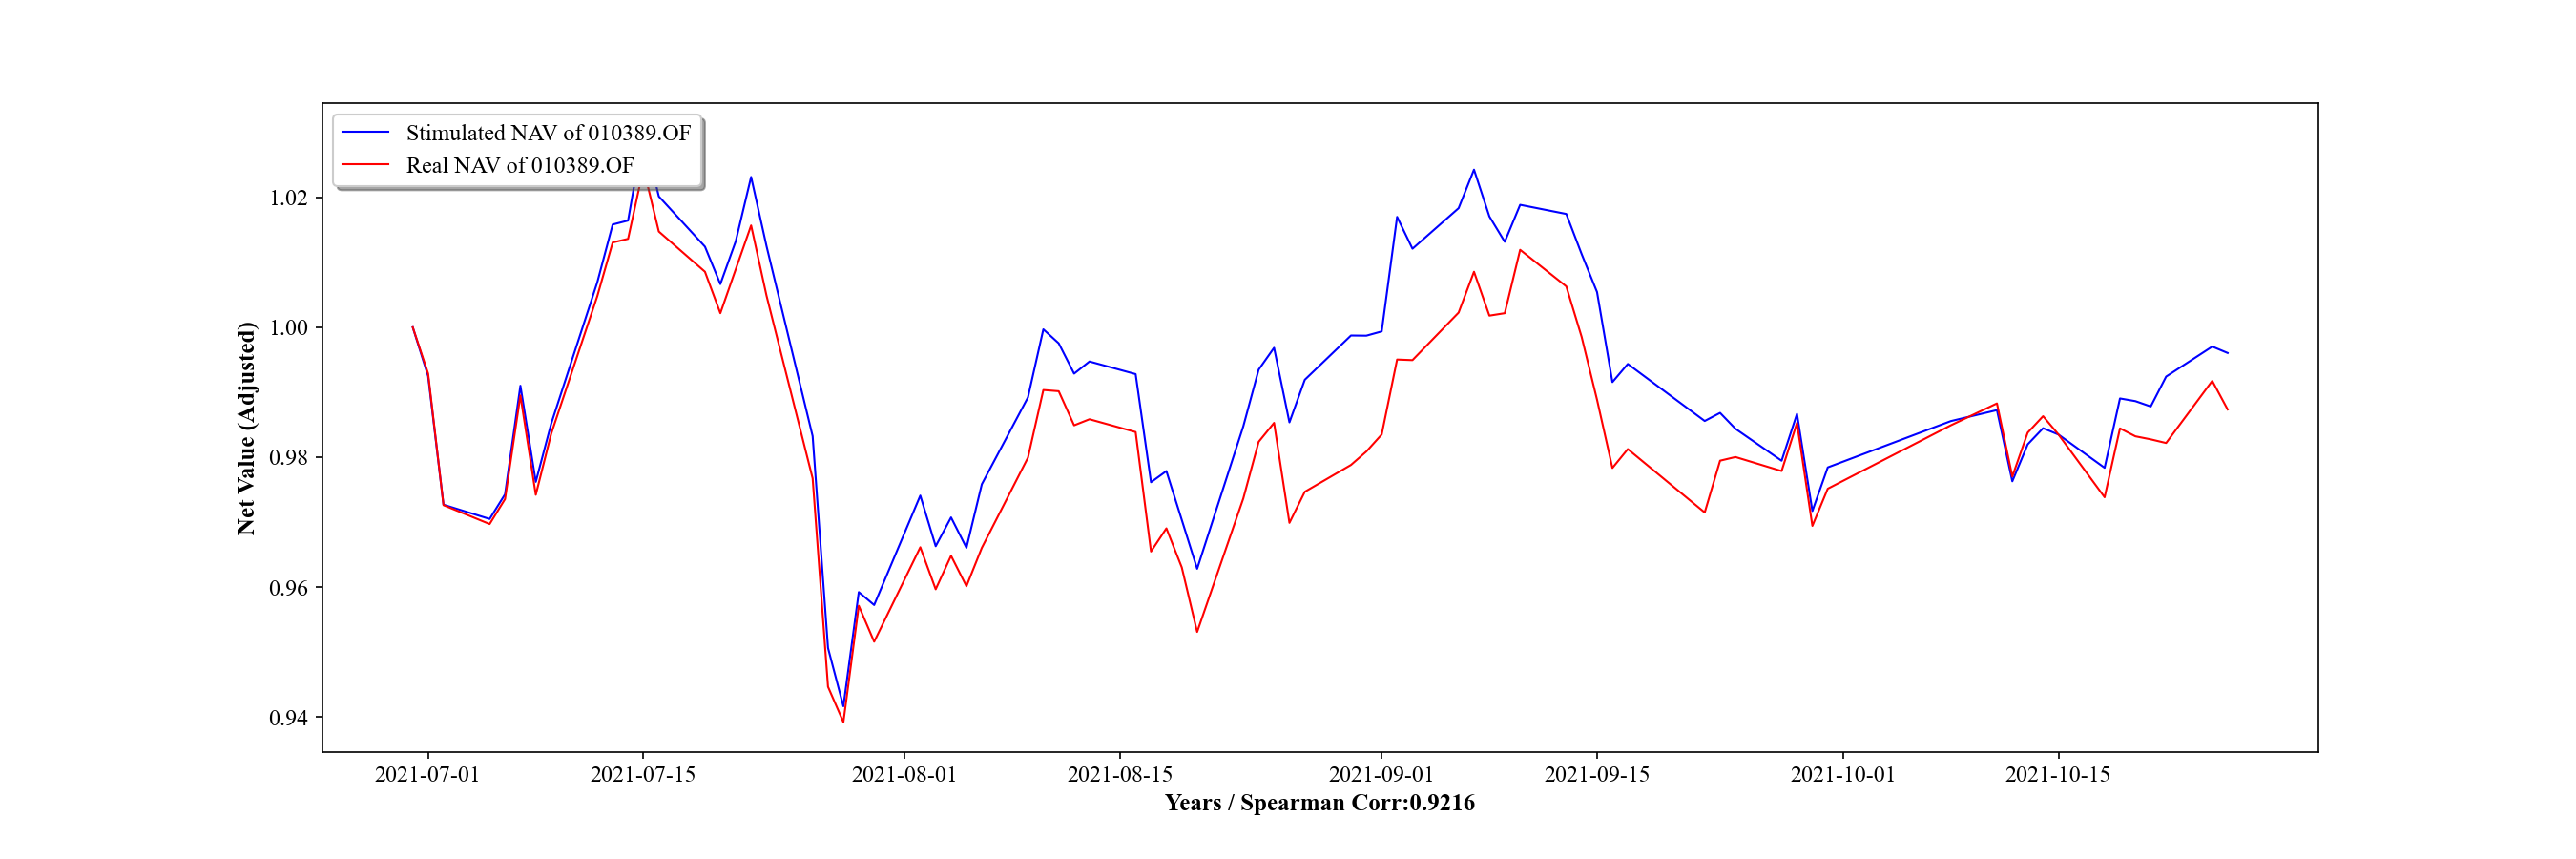 Stimulated NAV of 010389.OF
Real NAV of 010389.OF
Net Value (Adjusted)
1.02
1.00
0.98
0.96
0.94
2021-07-01 2021-07-15 2021-08-01 2021-08-15 2021-09-01 2021-09-15 2021-10-01 2021-10-15
Years / Spearman Corr:0.9216